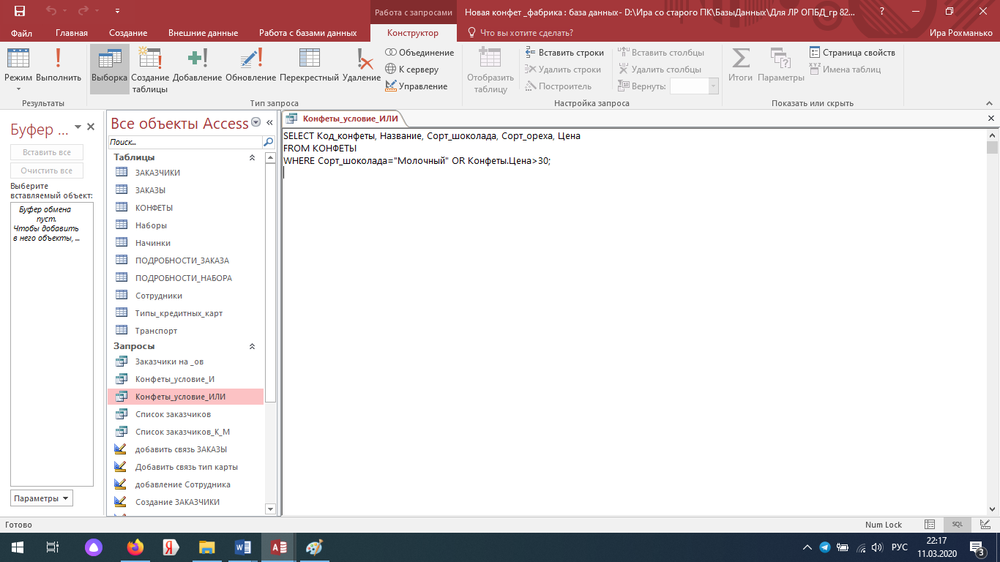 Работа с запросами
Новая конфет _фабрика : база данных- D:\Ира со старого ПК\БазыДанных\Для ЛР ОПБД_гр 82...
?
Файл
Главная
Создание
Внешние данные
Работа с базами данных
Конструктор
Что вы хотите сделать?
Ира Рохманько
Режим
Выполнить
Выборка
Создание таблицы
Добавление
Обновление
Перекрестный
Удаление
Объединение
К серверу
Управление
Отобразить таблицу
Вставить строки
Удалить строки
Построитель
Вставить столбцы
Удалить столбцы
Вернуть:
Итоги
Параметры
Страница свойств
Имена таблиц
Результаты
Тип запроса
Настройка запроса
Показать или скрыть
Буфер ...
Вставить все
Очистить все
Выберите
вставляемый объект:
Буфер обмена
пуст.
Чтобы добавить
в него объекты, ...
Параметры
Все объекты Access
Поиск...
Таблицы
ЗАКАЗЧИКИ
ЗАКАЗЫ
КОНФЕТЫ
Наборы
Начинки
ПОДРОБНОСТИ_ЗАКАЗА
ПОДРОБНОСТИ_НАБОРА
Сотрудники
Типы_кредитных_карт
Транспорт
Запросы
Заказчики на _ов
Конфеты_условие_И
Конфеты_условие_ИЛИ
Список заказчиков
Список заказчиков_К_М
добавить связь ЗАКАЗЫ
Добавить связь тип карты
добавление Сотрудника
Создание ЗАКАЗЧИКИ
Конфеты_условие_ИЛИ
SELECT Код_конфеты, Название, Сорт_шоколада, Сорт_ореха, Цена
FROM КОНФЕТЫ
WHERE Сорт_шоколада="Молочный" OR Конфеты.Цена>30;
Готово
Num Lock
SQL
РУС
22:17
11.03.2020
3